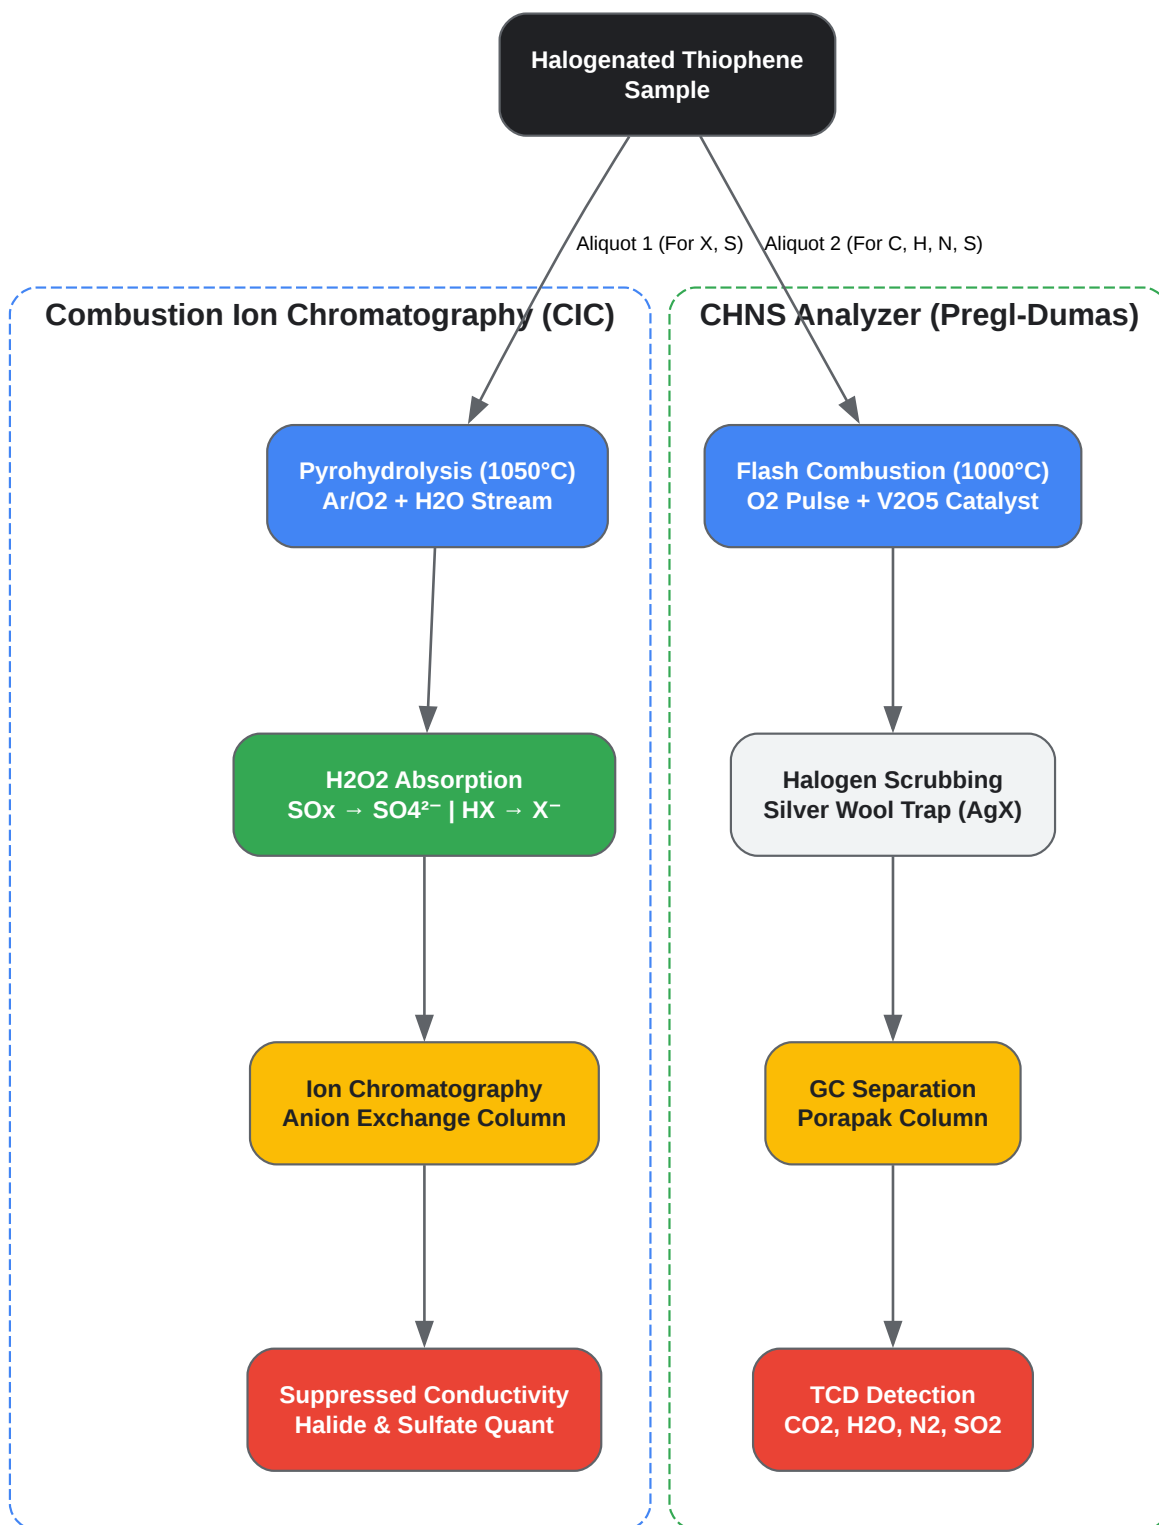 Halogenated Thiophene
Sample
Aliquot 1 (For X, S)
Aliquot 2 (For C, H, N, S)
Combustion Ion Chromatography (CIC)
CHNS Analyzer (Pregl-Dumas)
Pyrohydrolysis (1050°C)
Ar/O2 + H2O Stream
Flash Combustion (1000°C)
O2 Pulse + V2O5 Catalyst
H2O2 Absorption
SOx → SO4²⁻ | HX → X⁻
Halogen Scrubbing
Silver Wool Trap (AgX)
Ion Chromatography
Anion Exchange Column
GC Separation
Porapak Column
Suppressed Conductivity
Halide & Sulfate Quant
TCD Detection
CO2, H2O, N2, SO2